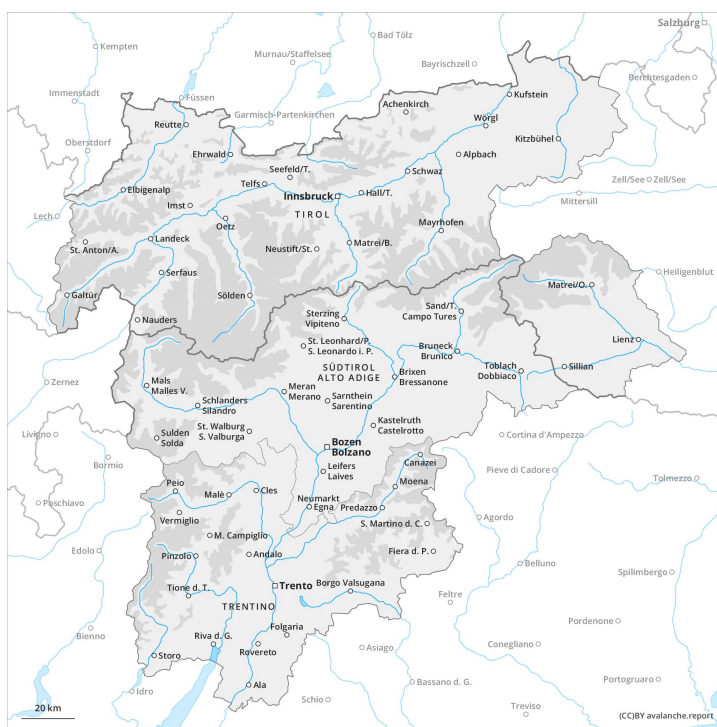 Salzburg
Kempten
Bad Tölz
Murnau/Staffelsee
Bayrischzell
Berchtesgaden
Immenstadt
Füssen
Garmisch-Partenkirchen
Achenkirch
Kufstein
Reutte
Wörgl
Oberstdorf
Ehrwald
Kitzbühel
Alpbach
Seefeld/T.
Schwaz
Elbigenalp
Telfs
Innsbruck
Hall/T.
Zell/See
Zell/See
Mittersill
Imst
TIROL
Lech
Oetz
Mayrhofen
St. Anton/A.
Landeck
Neustift/St.
Matrei/B.
Serfaus
Heiligenblut
Matrei/O.
Galtür
Sölden
Nauders
Sterzing
Vipiteno
Sand/T.
Campo Tures
Lienz
St. Leonhard/P.
S. Leonardo i. P.
Bruneck
Brunico
SÜDTIROL
ALTO ADIGE
Toblach
Dobbiaco
Sillian
Brixen
Bressanone
Zernez
Mals
Malles V.
Meran
Merano
Schlanders
Silandro
Sarnthein
Sarentino
Kastelruth
Castelrotto
St. Walburg
S. Valburga
Livigno
Sulden
Solda
Bozen
Bolzano
Cortina d'Ampezzo
Bormio
Canazei
Leifers
Laives
Pieve di Cadore
Tolmezzo
Peio
Malè
Cles
Moena
Poschiavo
Neumarkt
Egna
Predazzo
Vermiglio
Agordo
S. Martino d. C.
M. Campiglio
Edolo
Pinzolo
Andalo
Fiera d. P.
Belluno
Spilimbergo
Tione d. T.
Trento
Borgo Valsugana
Feltre
TRENTINO
Pordenone
Bienno
Folgaria
Riva d. G.
Rovereto
Asiago
Conegliano
Storo
Portogruaro
Bassano d. G.
Ala
Idro
Schio
Treviso
20 km
(CC)BY avalanche.report